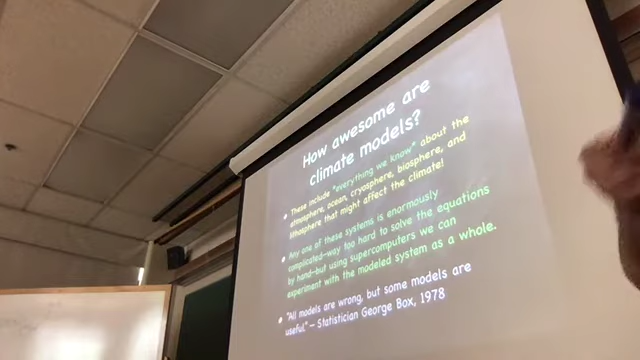 How awesome are
climate models?
These include "everything we know" about the
atmosphere, ocean, cryosphere, biosphere, and
lithosphere that might affect the climate!
Any one of these systems is enormously
complicated—way too hard to solve the equations
by hand—but using supercomputers we can
experiment with the modeled system as a whole.
"All models are wrong, but some models are
useful." — Statistician George Box, 1978